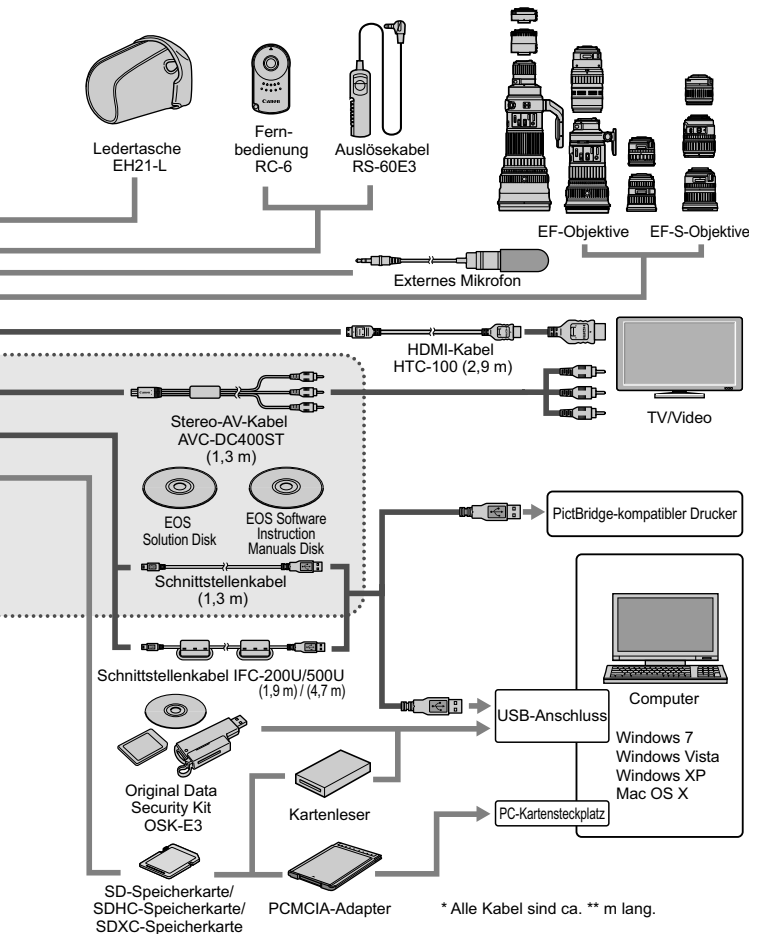 Canon
Ledertasche
EH21-L
Fern-
bedienung
RC-6
Auslösekabel
RS-60E3
EF-Objektive
EF-S-Objektive
Externes Mikrofon
HDMI-Kabel
HTC-100 (2,9 m)
TV/Video
Stereo-AV-Kabel
AVC-DC400ST
(1,3 m)
EOS
Solution Disk
EOS Software
Instruction
Manuals Disk
PictBridge-kompatibler Drucker
Schnittstellenkabel
(1,3 m)
Schnittstellenkabel IFC-200U/500U
(1,9 m) / (4,7 m)
Computer
USB-Anschluss
Windows 7
Windows Vista
Windows XP
Mac OS X
Original Data
Security Kit
OSK-E3
Kartenleser
PC-Kartensteckplatz
SD-Speicherkarte/
SDHC-Speicherkarte/
SDXC-Speicherkarte
PCMCIA-Adapter
* Alle Kabel sind ca. ** m lang.